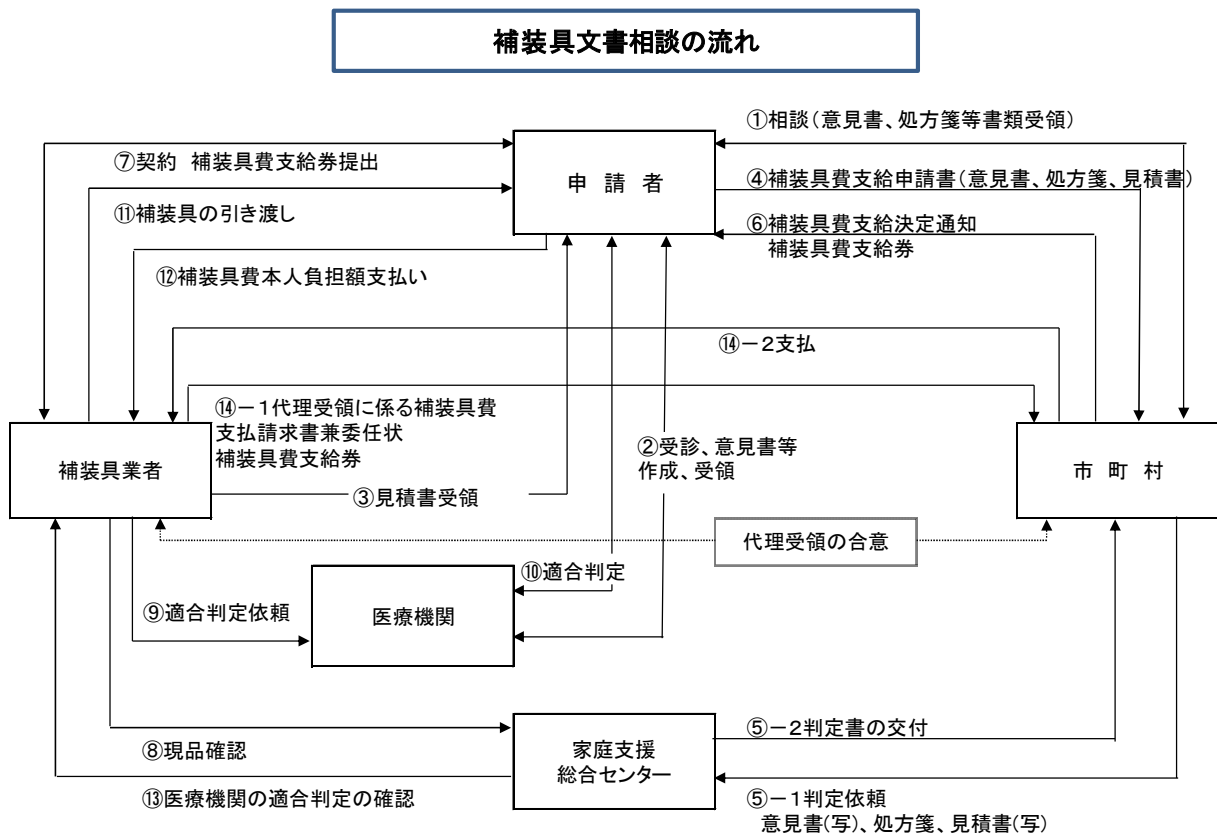 補装具文書相談の流れ
①相談(意見書、処方箋等書類受領)
申 請 者
⑦契約 補装具費支給券提出
④補装具費支給申請書(意見書、処方箋、見積書)
⑪補装具の引き渡し
⑥補装具費支給決定通知
補装具費支給券
⑫補装具費本人負担額支払い
⑭-2支払
⑭-1代理受領に係る補装具費
支払請求書兼委任状
補装具費支給券
②受診、意見書等
作成、受領
補装具業者
市 町 村
③見積書受領
代理受領の合意
⑩適合判定
⑨適合判定依頼
医療機関
⑤-2判定書の交付
家庭支援
総合センター
⑧現品確認
⑬医療機関の適合判定の確認
⑤-1判定依頼
意見書(写)、処方箋、見積書(写)